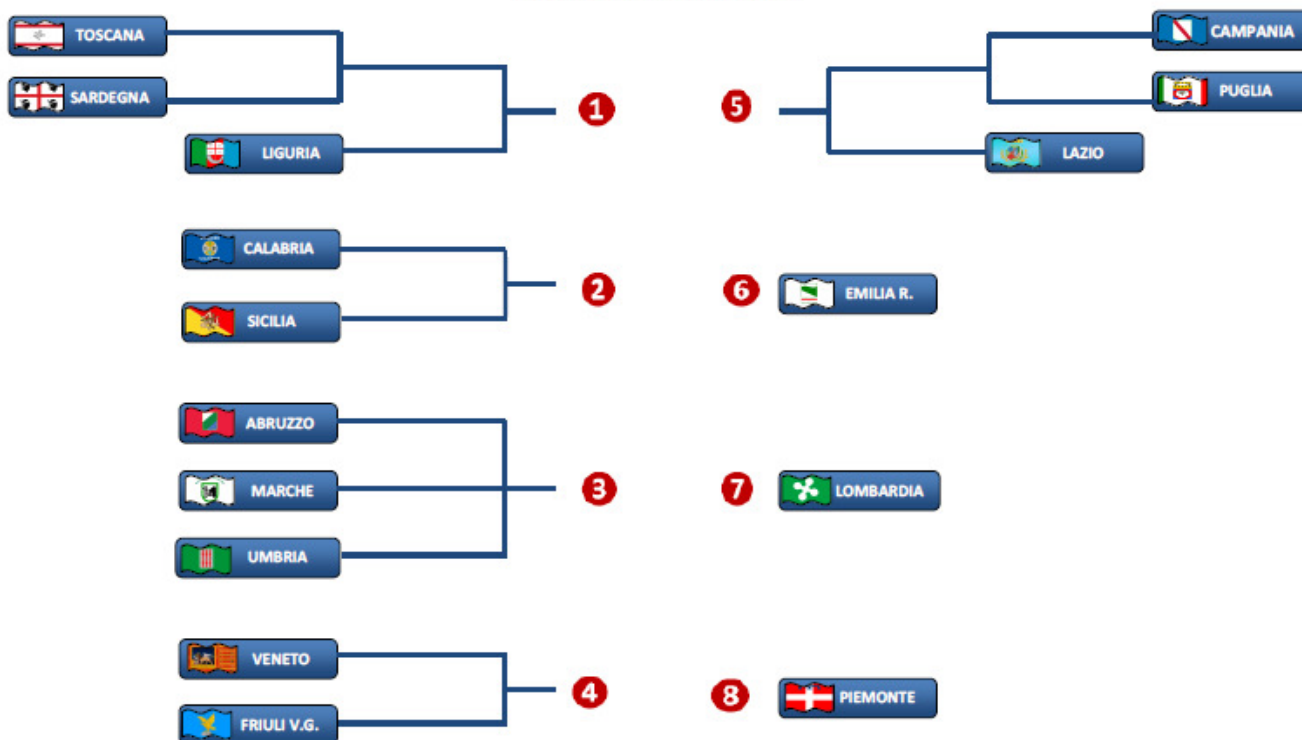 TOSCANA
SARDEGNA
LIGURIA
1
CALABRIA
SICILIA
2
ABRUZZO
MARCHE
UMBRIA
3
VENETO
FRIULI V.G.
4
CAMPANIA
PUGLIA
LAZIO
5
6
EMILIA R.
7
LOMBARDIA
8
PIEMONTE